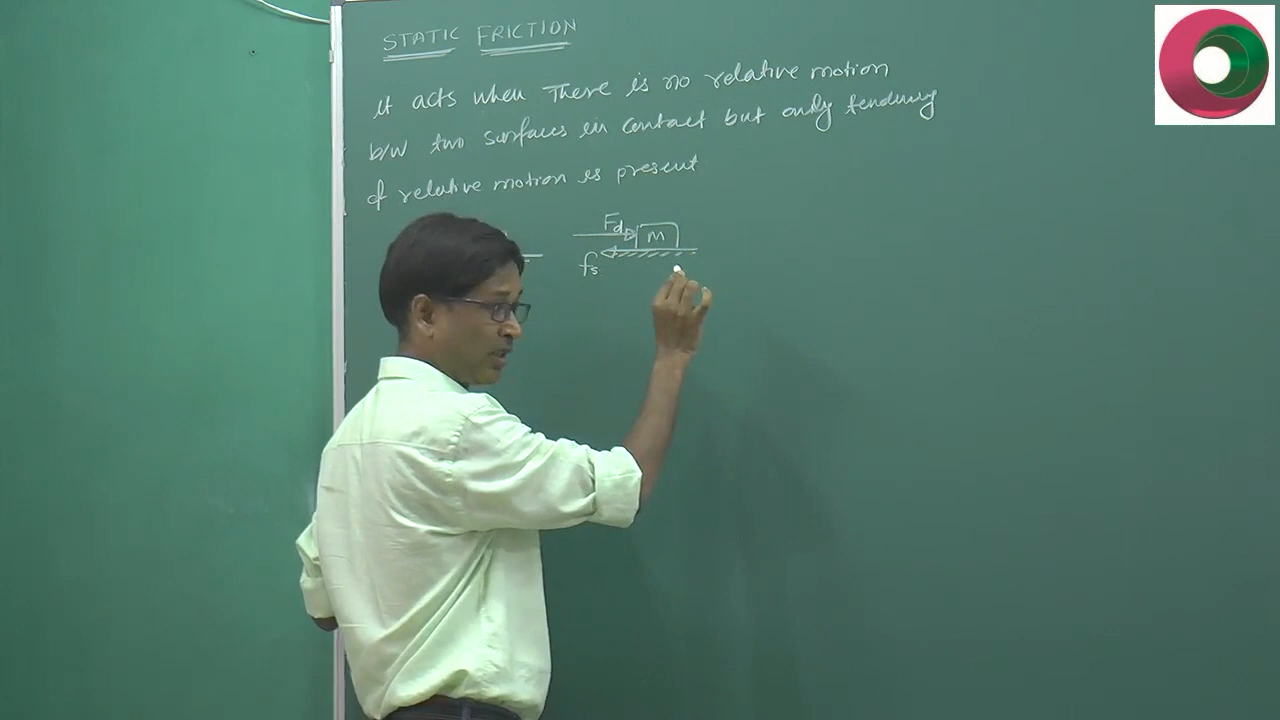 STATIC FRICTION
it acts when There is no relative motion
b/w two surfaces in contact but only tendency
of relative motion is present
Fd
M
fs